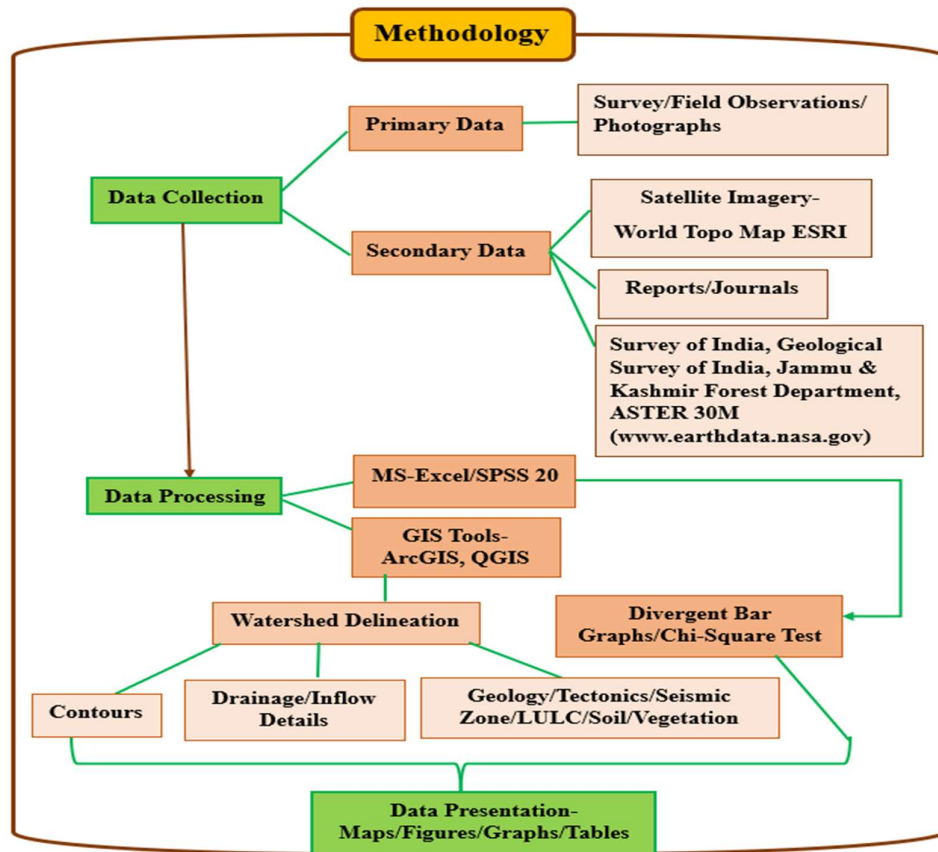 Methodology
Primary Data
Survey/Field Observations/
Photographs
Data Collection
Satellite Imagery-
World Topo Map ESRI
Secondary Data
Reports/Journals
Survey of India, Geological
Survey of India, Jammu &
Kashmir Forest Department,
ASTER 30M
(www.earthdata.nasa.gov)
Data Processing
MS-Excel/SPSS 20
GIS Tools-
ArcGIS, QGIS
Watershed Delineation
Divergent Bar
Graphs/Chi-Square Test
Contours
Drainage/Inflow
Details
Geology/Tectonics/Seismic
Zone/LULC/Soil/Vegetation
Data Presentation-
Maps/Figures/Graphs/Tables